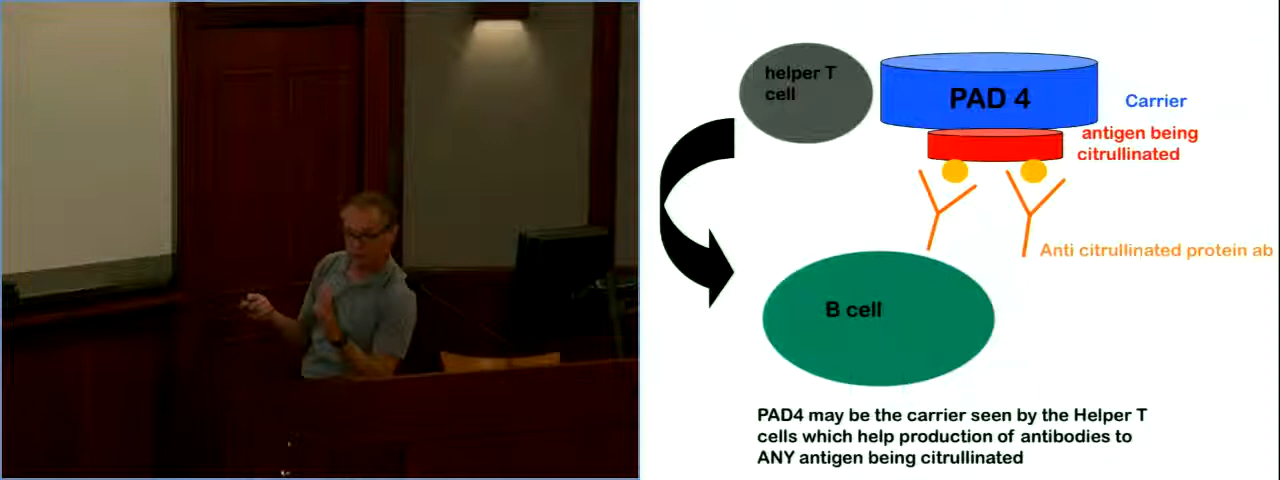 helper T
cell
PAD 4
Carrier
antigen being
citrullinated
Anti citrullinated protein ab
B cell
PAD4 may be the carrier seen by the Helper T
cells which help production of antibodies to
ANY antigen being citrullinated